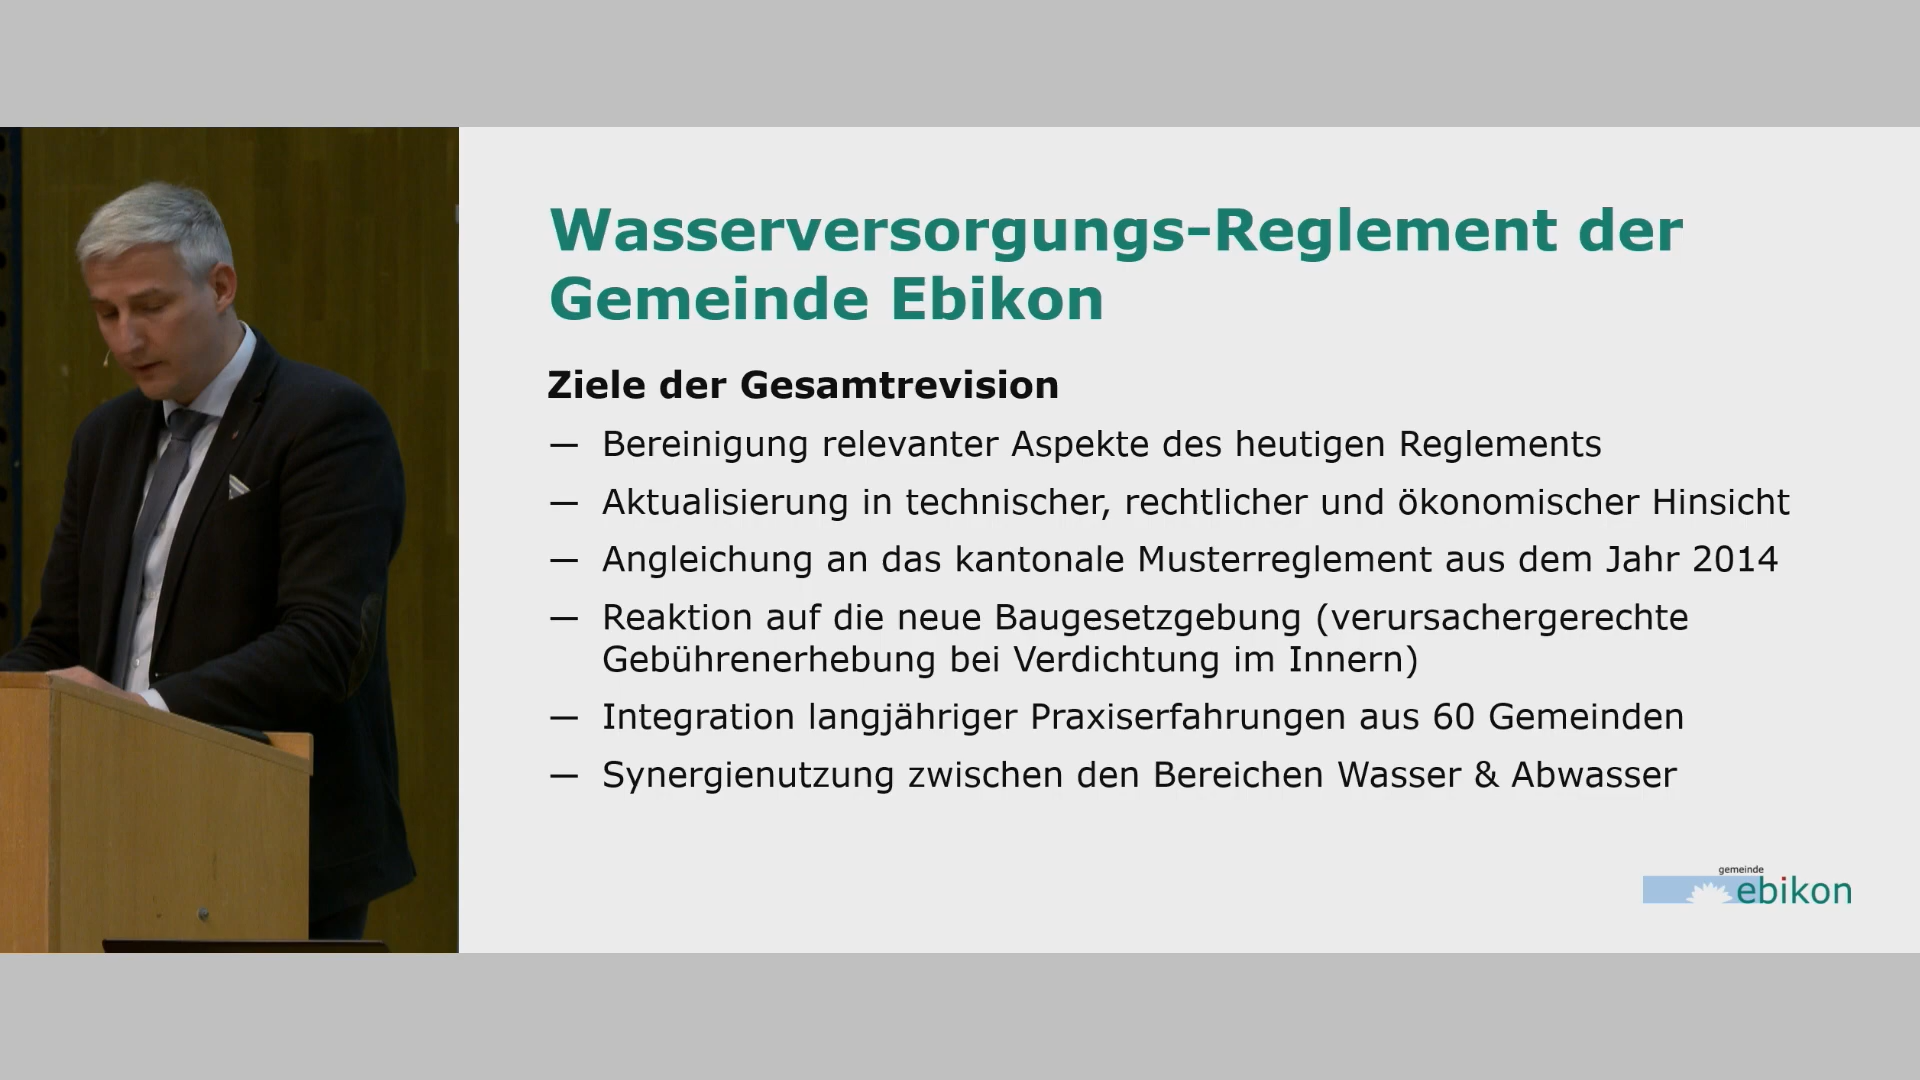 Wasserversorgungs-Reglement der
Gemeinde Ebikon
Ziele der Gesamtrevision
— Bereinigung relevanter Aspekte des heutigen Reglements
— Aktualisierung in technischer, rechtlicher und ökonomischer Hinsicht
— Angleichung an das kantonale Musterreglement aus dem Jahr 2014
— Reaktion auf die neue Baugesetzgebung (verursachergerechte
Gebührenerhebung bei Verdichtung im Innern)
— Integration langjähriger Praxiserfahrungen aus 60 Gemeinden
— Synergienutzung zwischen den Bereichen Wasser & Abwasser
gemeinde
ebikon